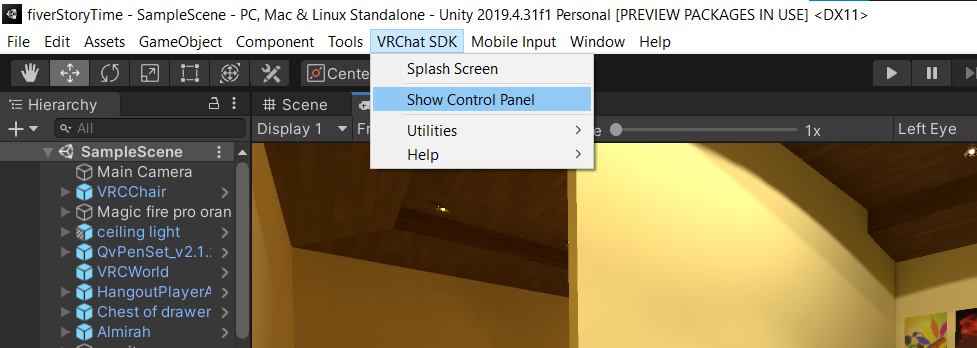 fiverStoryTime - SampleScene - PC, Mac & Linux Standalone - Unity 2019.4.31f1 Personal [PREVIEW PACKAGES IN USE] <DX11>
File Edit Assets GameObject Component Tools VRChat SDK Mobile Input Window Help
Splash Screen
Show Control Panel
Utilities
Help
Cente
Hierarchy
Scene
All
Display 1
1x
Left Eye
SampleScene
Main Camera
VRCChair
Magic fire pro oran
ceiling light
QvPenSet_v2.1.
VRCWorld
HangoutPlayerA
Chest of drawer
Almirah